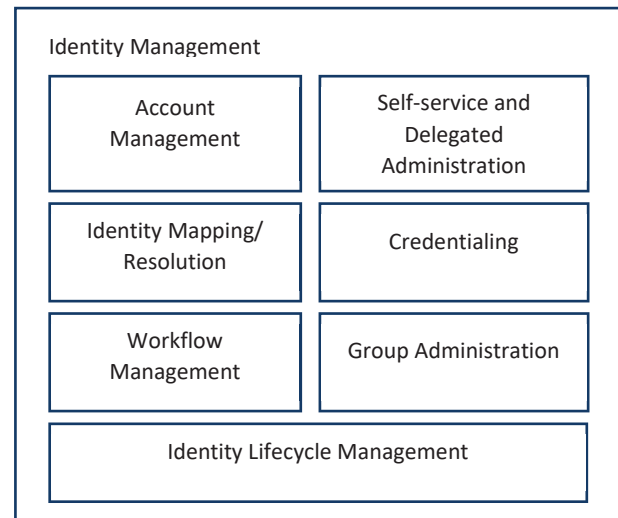 Identity Management
Account
Management
Self-service and
Delegated
Administration
Identity Mapping/
Resolution
Credentialing
Workflow
Management
Group Administration
Identity Lifecycle Management